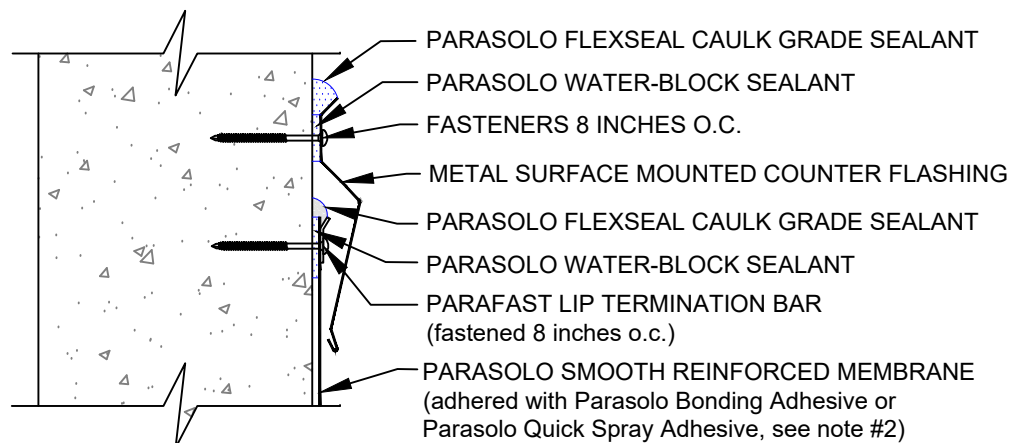 PARASOLO FLEXSEAL CAULK GRADE SEALANT
PARASOLO WATER-BLOCK SEALANT
FASTENERS 8 INCHES O.C.
METAL SURFACE MOUNTED COUNTER FLASHING
PARASOLO FLEXSEAL CAULK GRADE SEALANT
PARASOLO WATER-BLOCK SEALANT
PARAFAST LIP TERMINATION BAR
(fastened 8 inches o.c.)
PARASOLO SMOOTH REINFORCED MEMBRANE
(adhered with Parasolo Bonding Adhesive or
Parasolo Quick Spray Adhesive, see note #2)